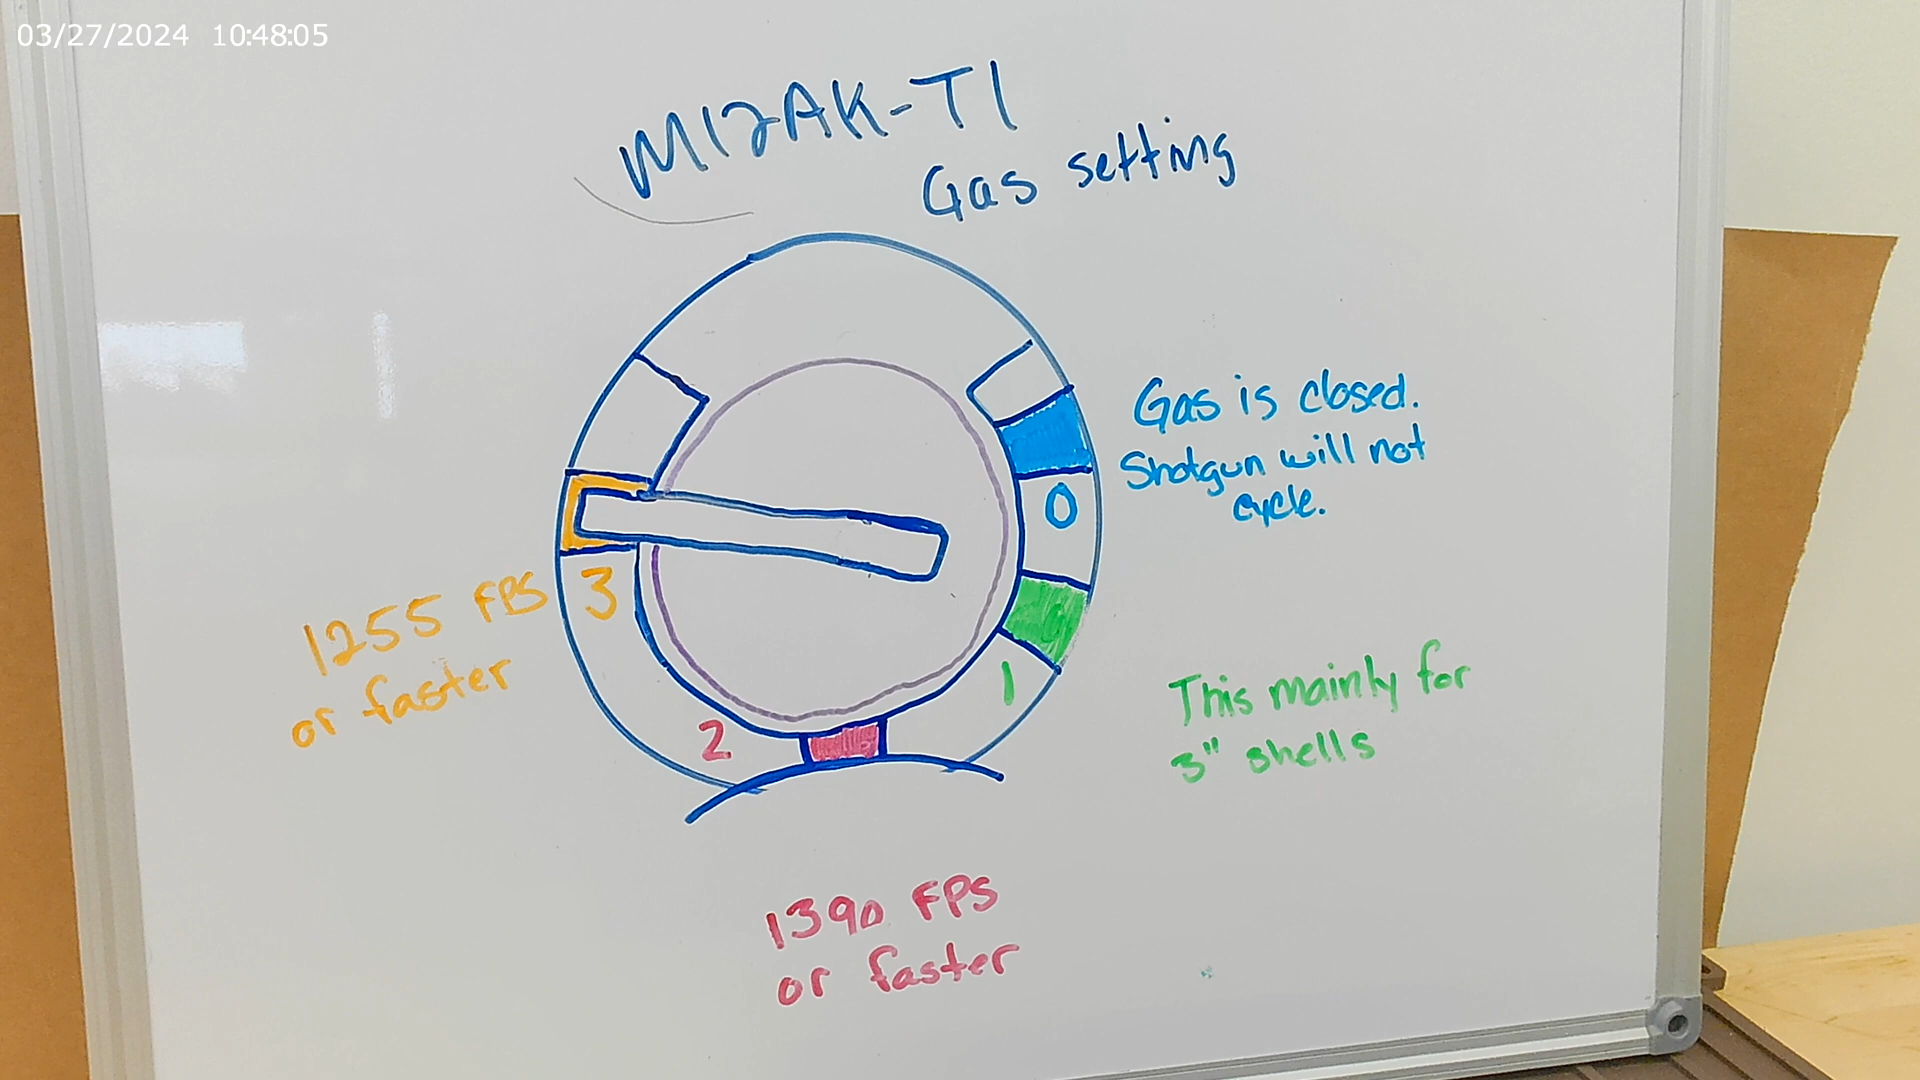 03/27/2024 10:48:05
M12AK-T1
Gas setting
Gas is closed.
Shotgun will not
cycle.
0
1255 FPS
or faster
3
1
2
This mainly for
3" shells
1390 FPS
or faster